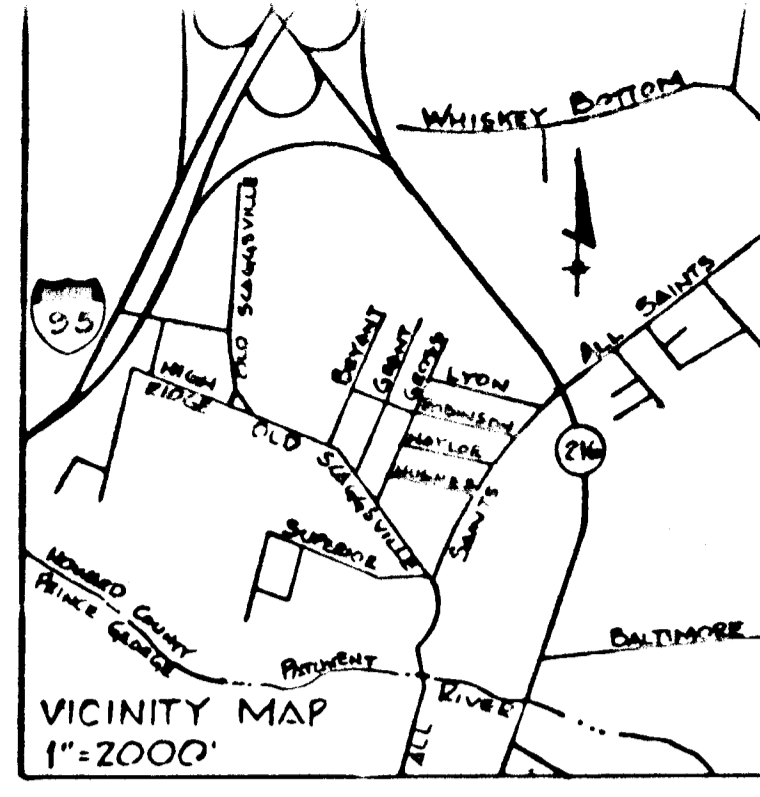 WHISKEY BOTTOM
ALL SAINTS
OLD SCAGGSVILLE
95
BRYANT
GRANT
GROSS
LYON
HIGH
RIDGE
NAYLOR
216
OLD SCAGGSVILLE
SAINTS
SUPERIOR
HOWARD COUNTY
PRINCE GEORGE
BALTIMORE
PATUXENT RIVER
ALL
VICINITY MAP
1"=2000'